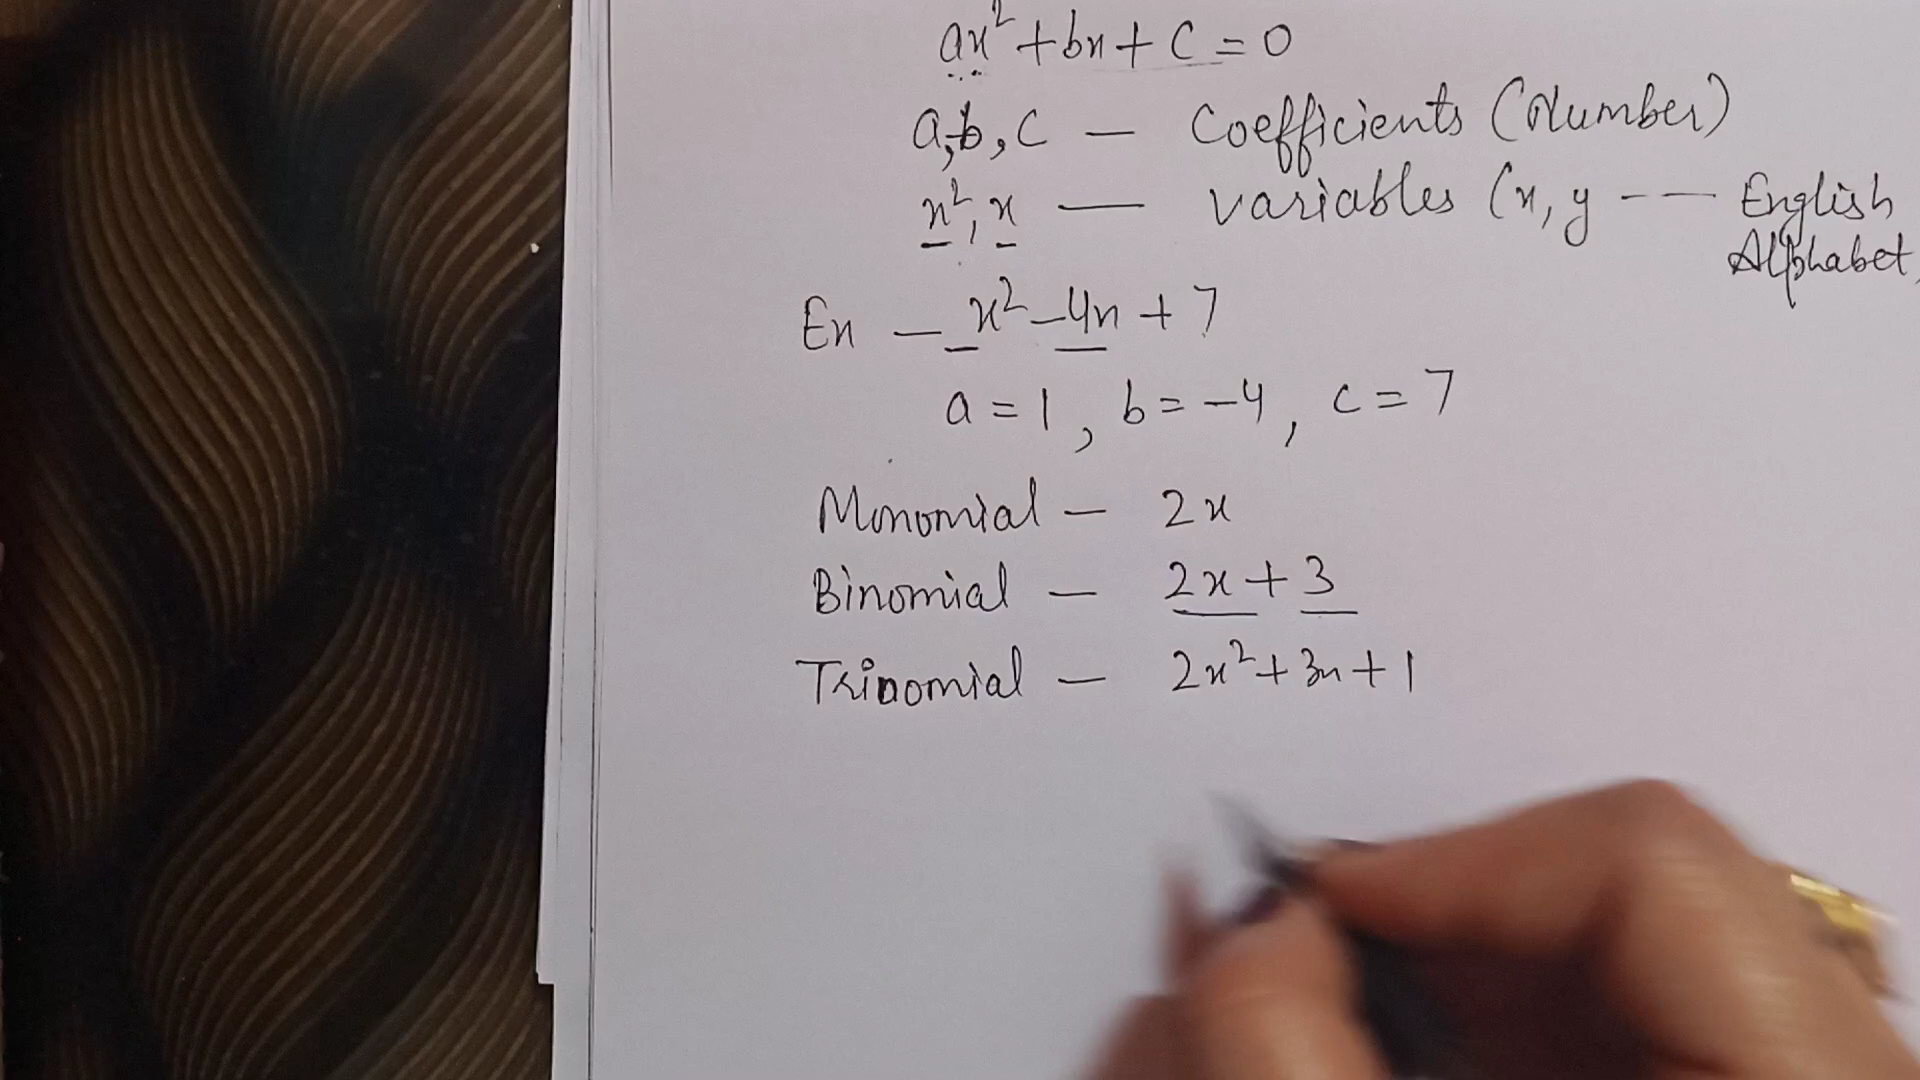 ax²+bx+c=0
a,b,c — Coefficients (Number)
x², x — variables (x, y --- English
Alphabet,
Ex — x²-4x+7
a=1, b=-4, c=7
Monomial — 2x
Binomial — 2x+3
Trinomial — 2x²+3x+1